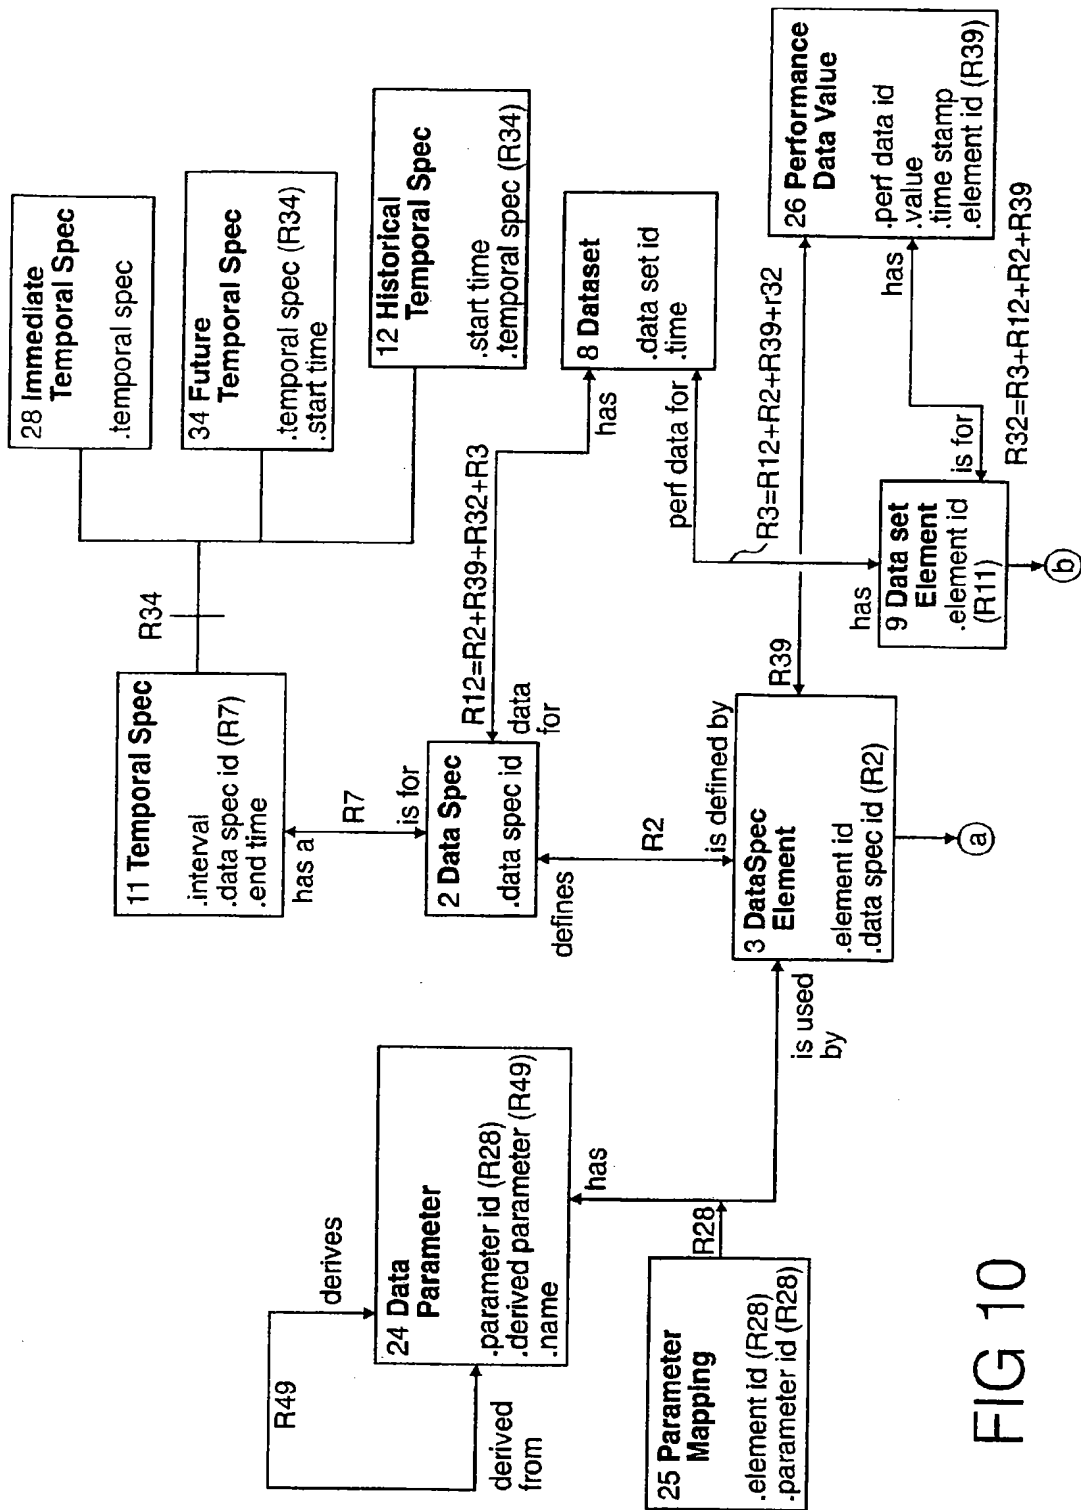 28 Immediate
Temporal Spec
.temporal spec
34 Future
Temporal Spec
.temporal spec (R34)
.start time
12 Historical
Temporal Spec
.start time
.temporal spec (R34)
R34
11 Temporal Spec
.interval
.data spec id (R7)
.end time
has a
R7
is for
2 Data Spec
.data spec id
data
for
R12=R2+R39+R32+R3
has
8 Dataset
.data set id
.time
perf data for
R3=R12+R2+R39+r32
defines
R2
is defined by
3 DataSpec
Element
.element id
.data spec id (R2)
a
R39
26 Performance
Data Value
.perf data id
.value
.time stamp
.element id (R39)
has
is for
R32=R3+R12+R2+R39
has
9 Data set
Element
.element id
(R11)
b
R49
derives
derived
from
24 Data
Parameter
.parameter id (R28)
.derived parameter (R49)
.name
has
is used
by
R28
25 Parameter
Mapping
.element id (R28)
.parameter id (R28)
FIG 10